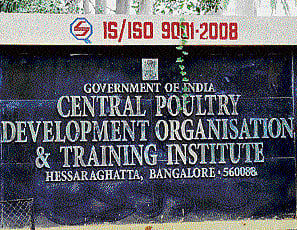 IS/ISO 9001-2008
GOVERNMENT OF INDIA
CENTRAL POULTRY
DEVELOPMENT ORGANISATION
& TRAINING INSTITUTE
HESSARAGHATTA, BANGALORE - 560088